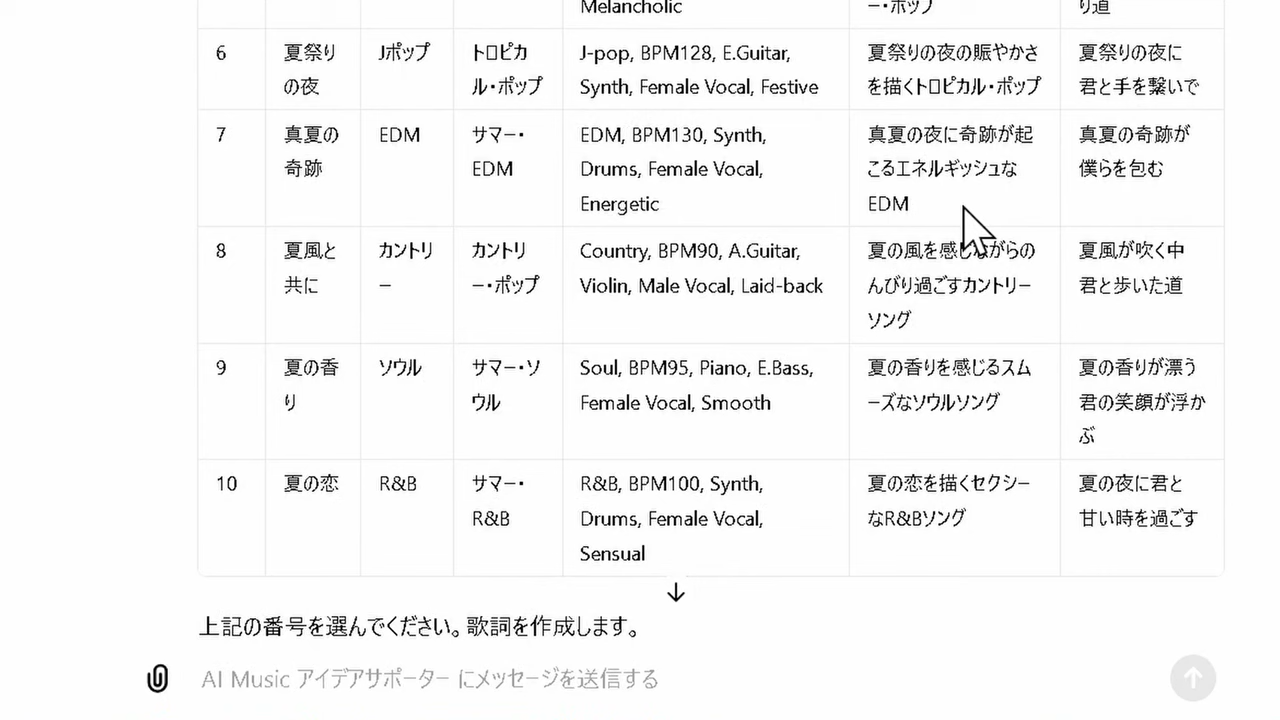 Melancholic
ー・ポップ
り道
6
夏祭り
の夜
Jポップ
トロピカ
ル・ポップ
J-pop, BPM128, E.Guitar,
Synth, Female Vocal, Festive
夏祭りの夜の賑やかさ
を描くトロピカル・ポップ
夏祭りの夜に
君と手を繋いで
7
真夏の
奇跡
EDM
サマー・
EDM
EDM, BPM130, Synth,
Drums, Female Vocal,
Energetic
真夏の夜に奇跡が起
こるエネルギッシュな
EDM
真夏の奇跡が
僕らを包む
8
夏風と
共に
カントリ
ー
カントリ
ー・ポップ
Country, BPM90, A.Guitar,
Violin, Male Vocal, Laid-back
夏の風を感じながらの
んびり過ごすカントリー
ソング
夏風が吹く中
君と歩いた道
9
夏の香
り
ソウル
サマー・ソ
ウル
Soul, BPM95, Piano, E.Bass,
Female Vocal, Smooth
夏の香りを感じるスム
ーズなソウルソング
夏の香りが漂う
君の笑顔が浮か
ぶ
10
夏の恋
R&B
サマー・
R&B
R&B, BPM100, Synth,
Drums, Female Vocal,
Sensual
夏の恋を描くセクシー
なR&Bソング
夏の夜に君と
甘い時を過ごす
上記の番号を選んでください。歌詞を作成します。
AI Music アイデアサポーター にメッセージを送信する